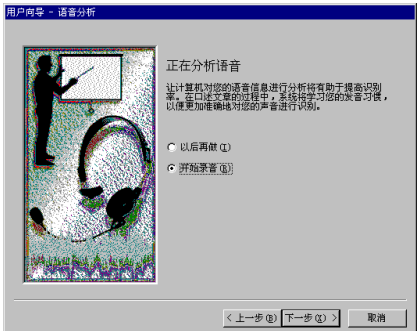 用户向导 - 语音分析
正在分析语音
让计算机对您的语音信息进行分析将有助于提高识别
率。在口述文章的过程中，系统将学习您的发音习惯，
以便更加准确地对您的声音进行识别。
以后再做(L)
开始录音(R)
< 上一步(B) 下一步(X) > 取消